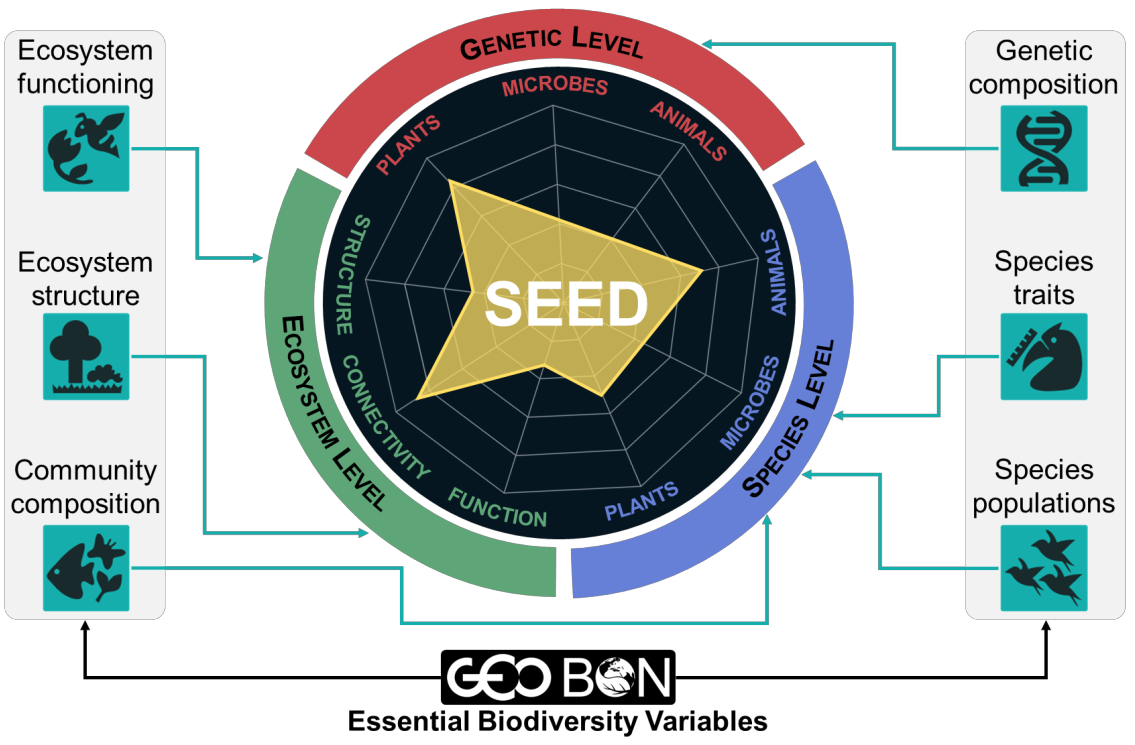 Ecosystem
functioning
Ecosystem
structure
Community
composition
GENETIC LEVEL
MICROBES
ANIMALS
PLANTS
STRUCTURE
CONNECTIVITY
FUNCTION
PLANTS
MICROBES
ANIMALS
SEED
ECOSYSTEM LEVEL
SPECIES LEVEL
Genetic
composition
Species
traits
Species
populations
GEO BON
Essential Biodiversity Variables